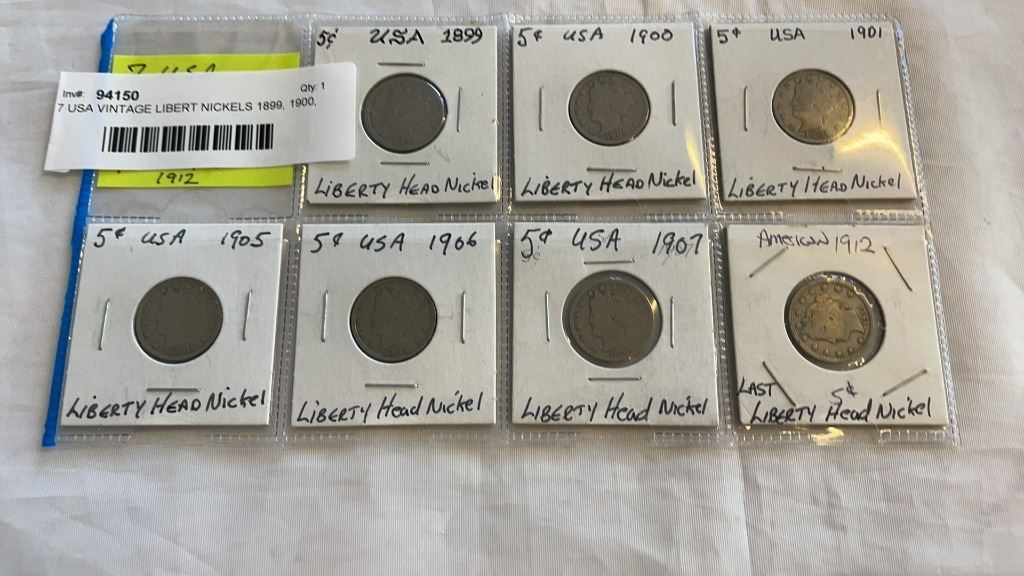 7 USA
Inv#: 94150 Qty: 1
7 USA VINTAGE LIBERT NICKELS 1899, 1900,
1912
5¢ USA 1899
LIBERTY HEAD Nickel
5¢ USA 1900
LIBERTY HEAD Nickel
5¢ USA 1901
LIBERTY HEAD Nickel
5¢ USA 1905
LIBERTY HEAD Nickel
5¢ USA 1906
LIBERTY Head Nickel
5¢ USA 1907
LIBERTY Head Nickel
AmericAN 1912
LAST 5¢
LIBERTY Head Nickel